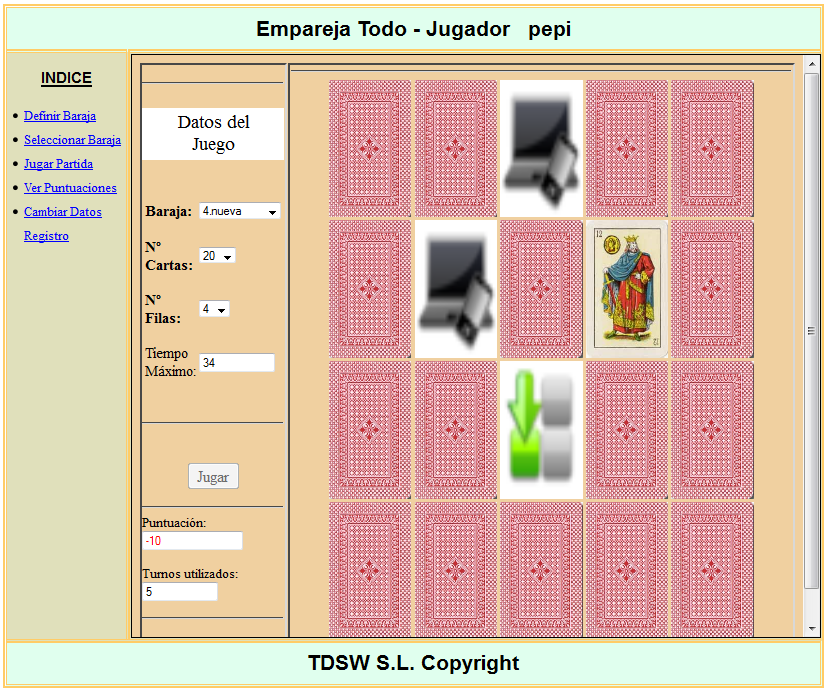 Empareja Todo - Jugador pepi
INDICE
Definir Baraja
Seleccionar Baraja
Jugar Partida
Ver Puntuaciones
Cambiar Datos
Registro
Datos del
Juego
Baraja: 4.nueva
Nº
Cartas: 20
Nº
Filas: 4
Tiempo
Máximo: 34
Jugar
Puntuación:
-10
Turnos utilizados:
5
12
12
TDSW S.L. Copyright